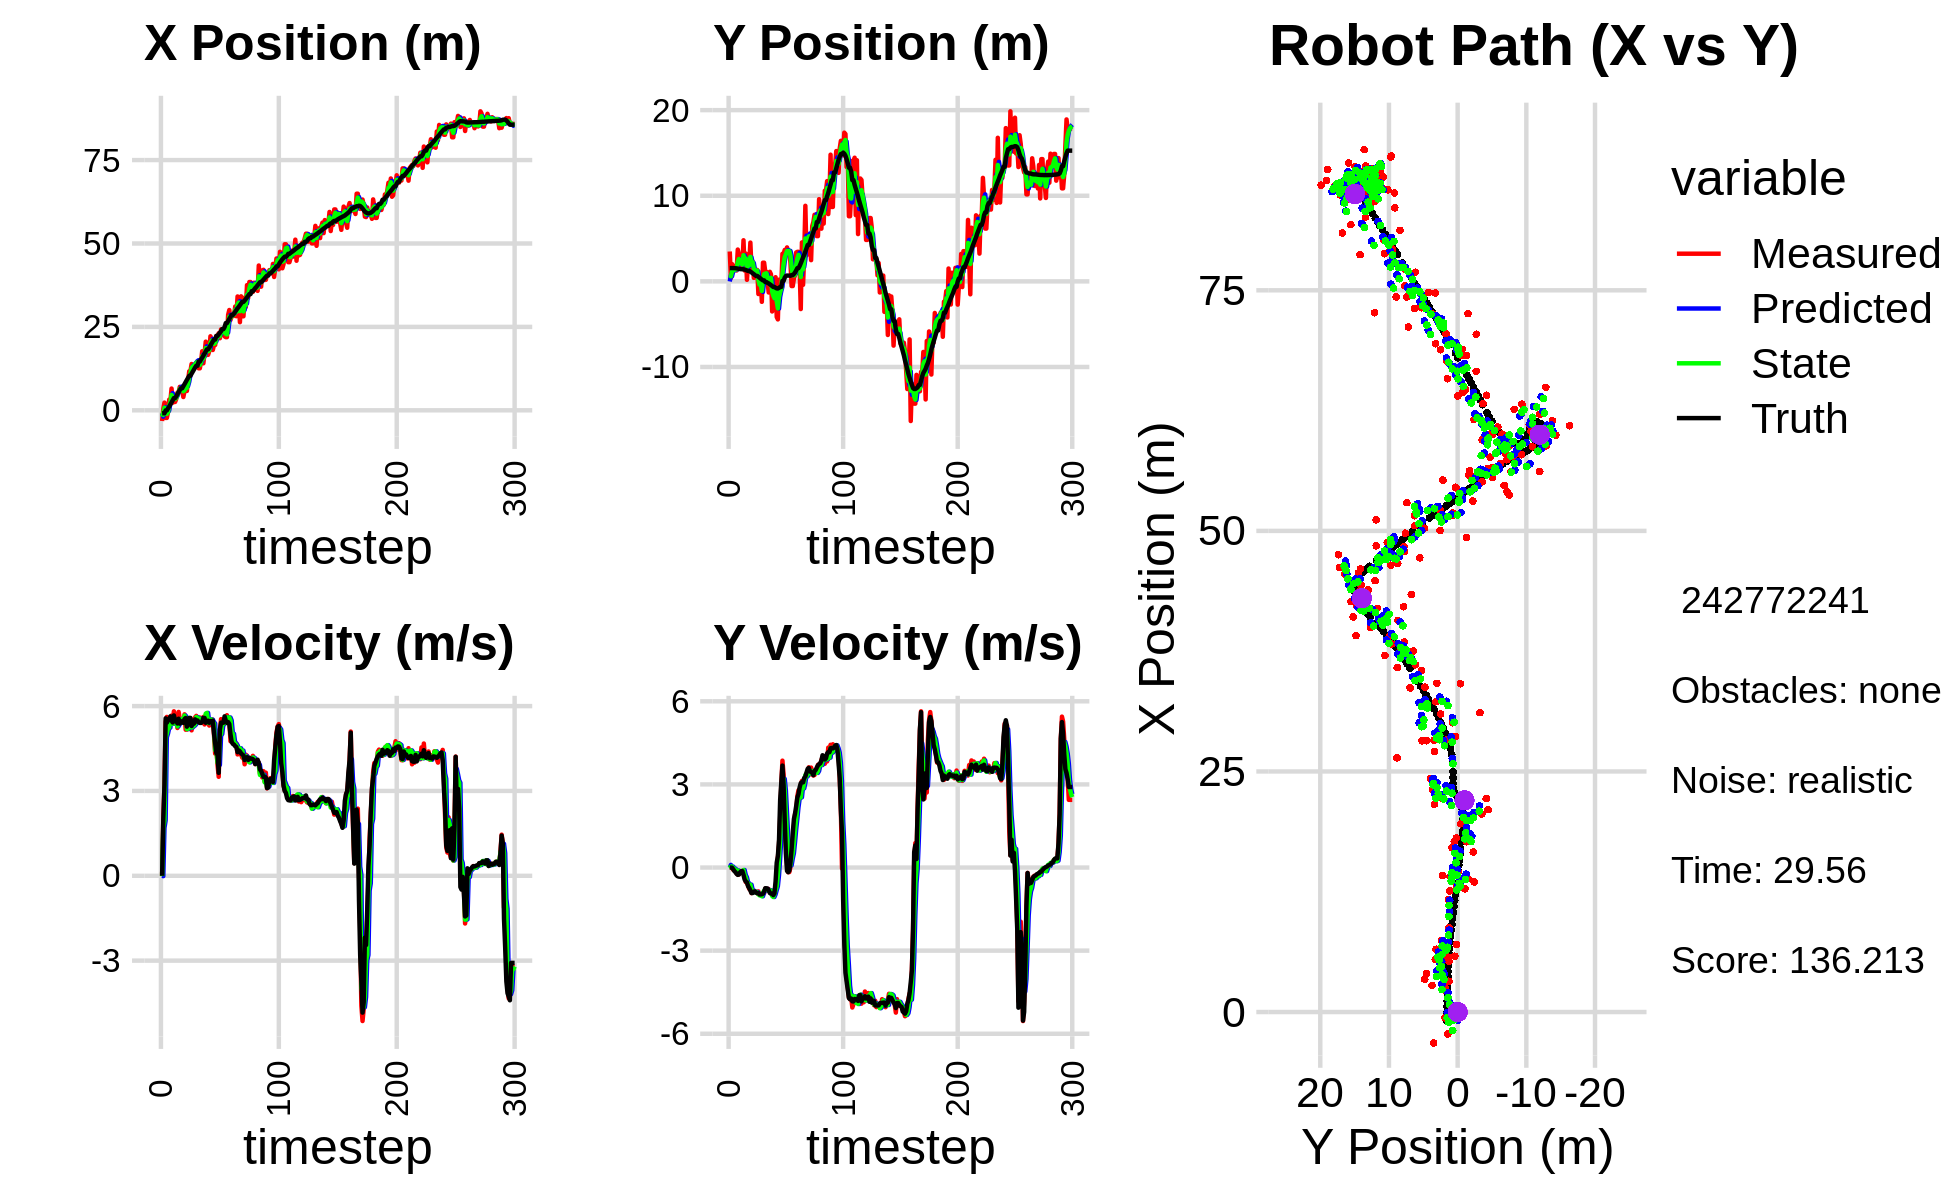 X Position (m)
75
50
25
0
0
100
200
300
timestep
Y Position (m)
20
10
0
-10
0
100
200
300
timestep
X Velocity (m/s)
6
3
0
-3
0
100
200
300
timestep
Y Velocity (m/s)
6
3
0
-3
-6
0
100
200
300
timestep
Robot Path (X vs Y)
X Position (m)
75
50
25
0
20 10 0 -10 -20
Y Position (m)
variable
Measured
Predicted
State
Truth
242772241
Obstacles: none
Noise: realistic
Time: 29.56
Score: 136.213